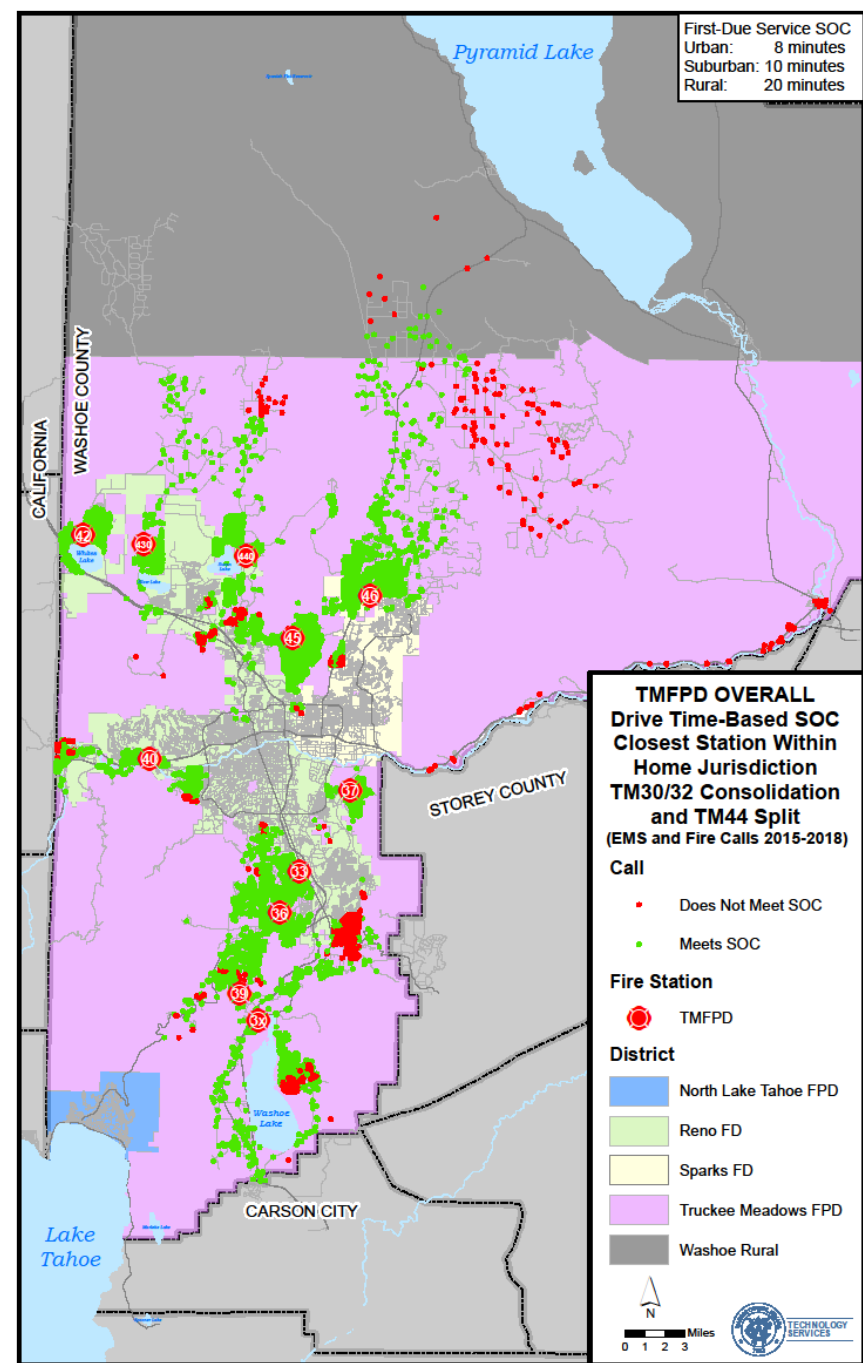 First-Due Service SOC
Urban: 8 minutes
Suburban: 10 minutes
Rural: 20 minutes
Pyramid Lake
WASHOE COUNTY
CALIFORNIA
42
430
440
Lake
46
45
40
37
STOREY COUNTY
33
36
39
3x
Washoe
Lake
CARSON CITY
Lake
Tahoe
TMFPD OVERALL
Drive Time-Based SOC
Closest Station Within
Home Jurisdiction
TM30/32 Consolidation
and TM44 Split
(EMS and Fire Calls 2015-2018)
Call
Does Not Meet SOC
Meets SOC
Fire Station
TMFPD
District
North Lake Tahoe FPD
Reno FD
Sparks FD
Truckee Meadows FPD
Washoe Rural
N
Miles
0 1 2 3
TECHNOLOGY
SERVICES